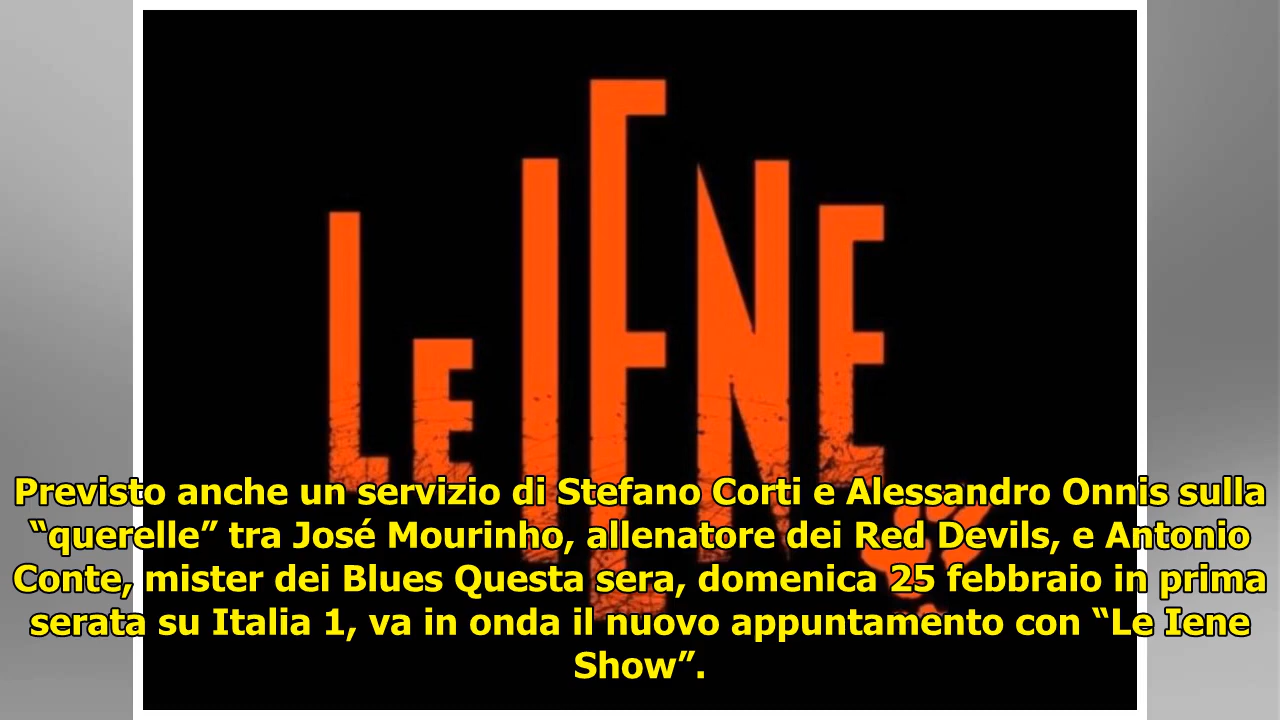 LE IENE
Previsto anche un servizio di Stefano Corti e Alessandro Onnis sulla
“querelle” tra José Mourinho, allenatore dei Red Devils, e Antonio
Conte, mister dei Blues Questa sera, domenica 25 febbraio in prima
serata su Italia 1, va in onda il nuovo appuntamento con “Le Iene
Show”.